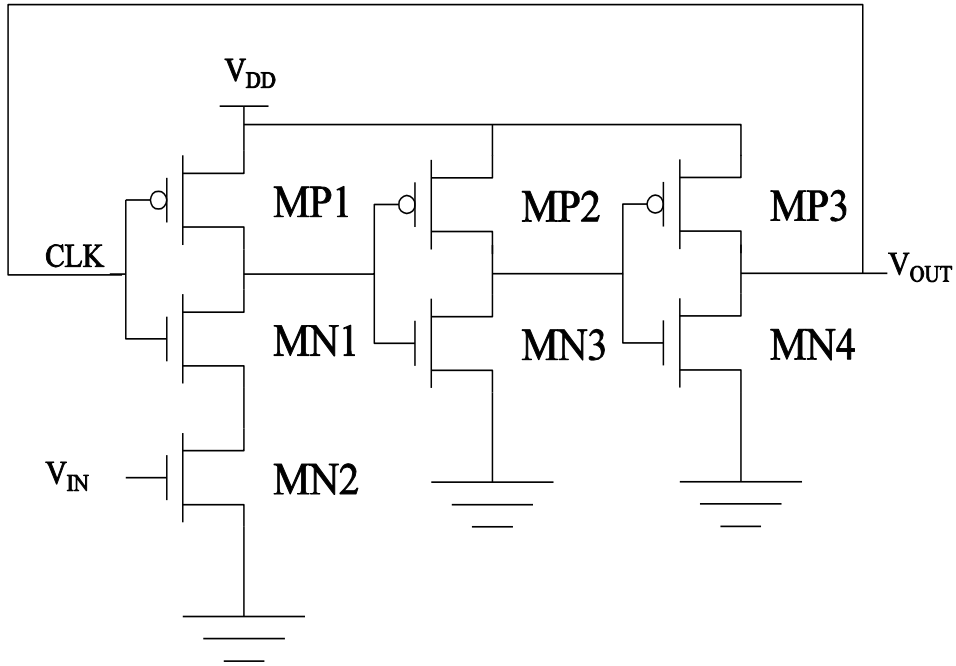 V_DD
MP1 MP2 MP3
CLK
V_OUT
MN1 MN3 MN4
V_IN
MN2